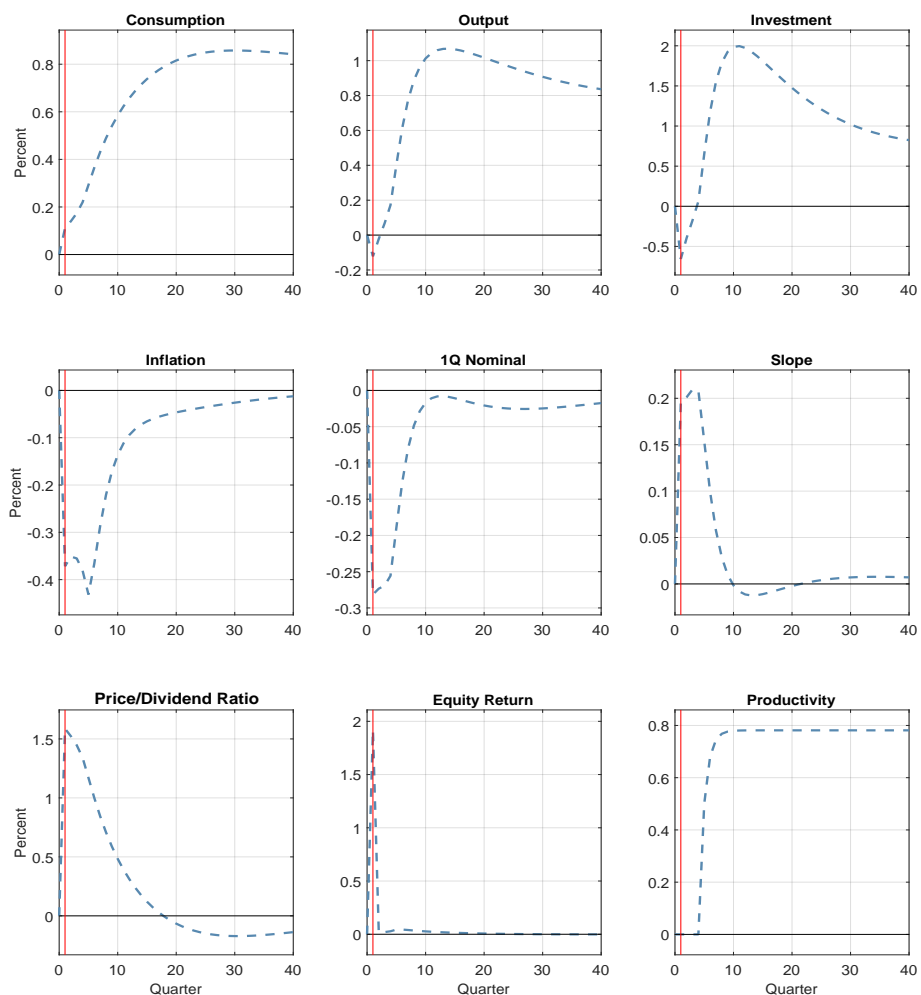 Consumption
Output
Investment
Percent
0.8
0.6
0.4
0.2
0
0 10 20 30 40
1
0.8
0.6
0.4
0.2
0
-0.2
0 10 20 30 40
2
1.5
1
0.5
0
-0.5
0 10 20 30 40
Inflation
1Q Nominal
Slope
Percent
0
-0.1
-0.2
-0.3
-0.4
0 10 20 30 40
0
-0.05
-0.1
-0.15
-0.2
-0.25
-0.3
0 10 20 30 40
0.2
0.15
0.1
0.05
0
0 10 20 30 40
Price/Dividend Ratio
Equity Return
Productivity
Percent
1.5
1
0.5
0
0 10 20 30 40
Quarter
2
1.5
1
0.5
0
0 10 20 30 40
Quarter
0.8
0.6
0.4
0.2
0
0 10 20 30 40
Quarter